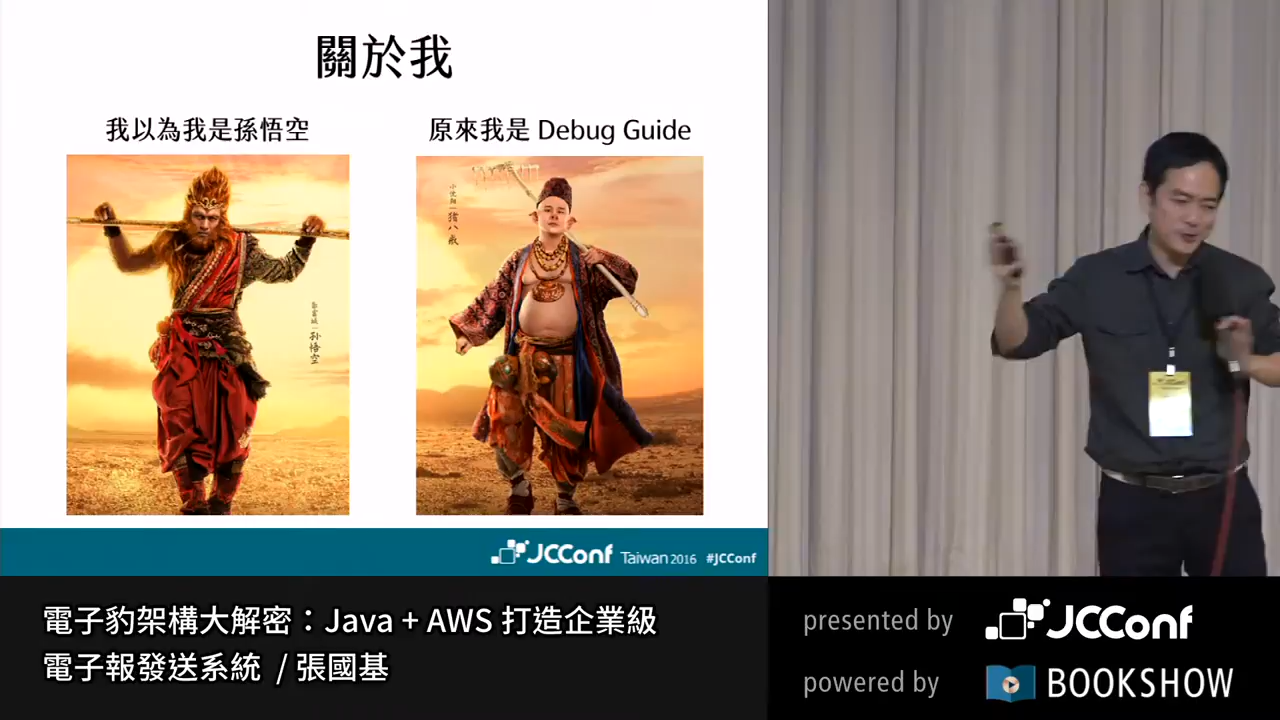 關於我
我以為我是孫悟空
原來我是 Debug Guide
孙悟空
猪八戒
JCConf Taiwan 2016 #JCConf
電子豹架構大解密：Java + AWS 打造企業級
電子報發送系統 / 張國基
presented by JCConf
powered by BOOKSHOW